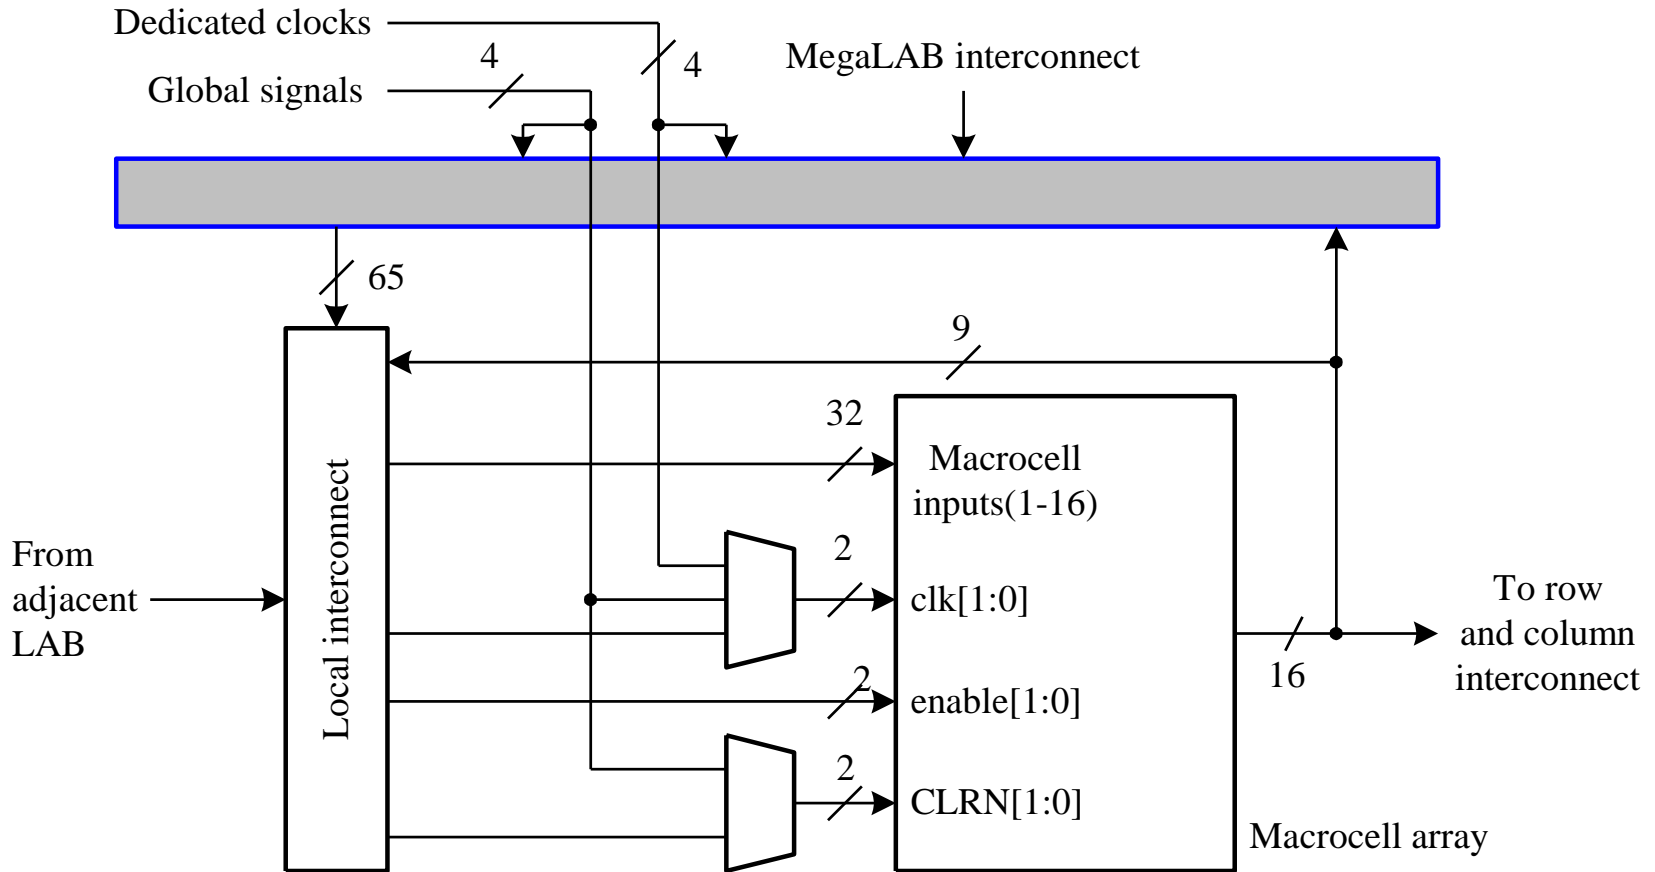 Dedicated clocks
4
4
MegaLAB interconnect
Global signals
65
9
32
Macrocell
inputs(1-16)
Local interconnect
From
adjacent
LAB
2
clk[1:0]
To row
and column
interconnect
16
2
enable[1:0]
2
CLRN[1:0]
Macrocell array